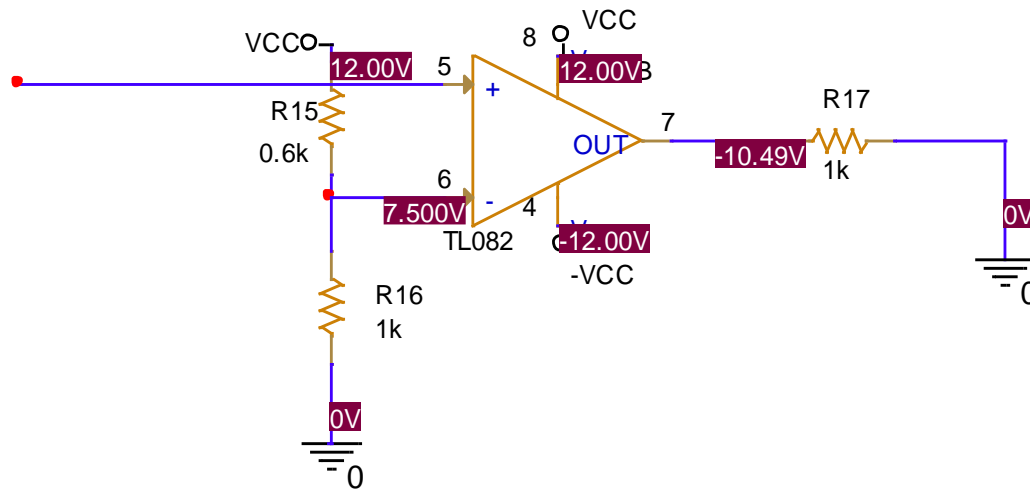 VCC
VCC
8
12.00V
5
12.00V
+
R15
0.6k
R17
7
OUT
-10.49V
1k
6
-
4
7.500V
TL082
-12.00V
-VCC
0V
0
R16
1k
0V
0